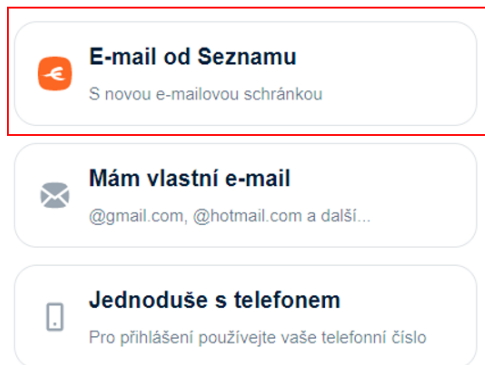 E-mail od Seznamu
S novou e-mailovou schránkou
Mám vlastní e-mail
@gmail.com, @hotmail.com a další...
Jednoduše s telefonem
Pro přihlášení používejte vaše telefonní číslo